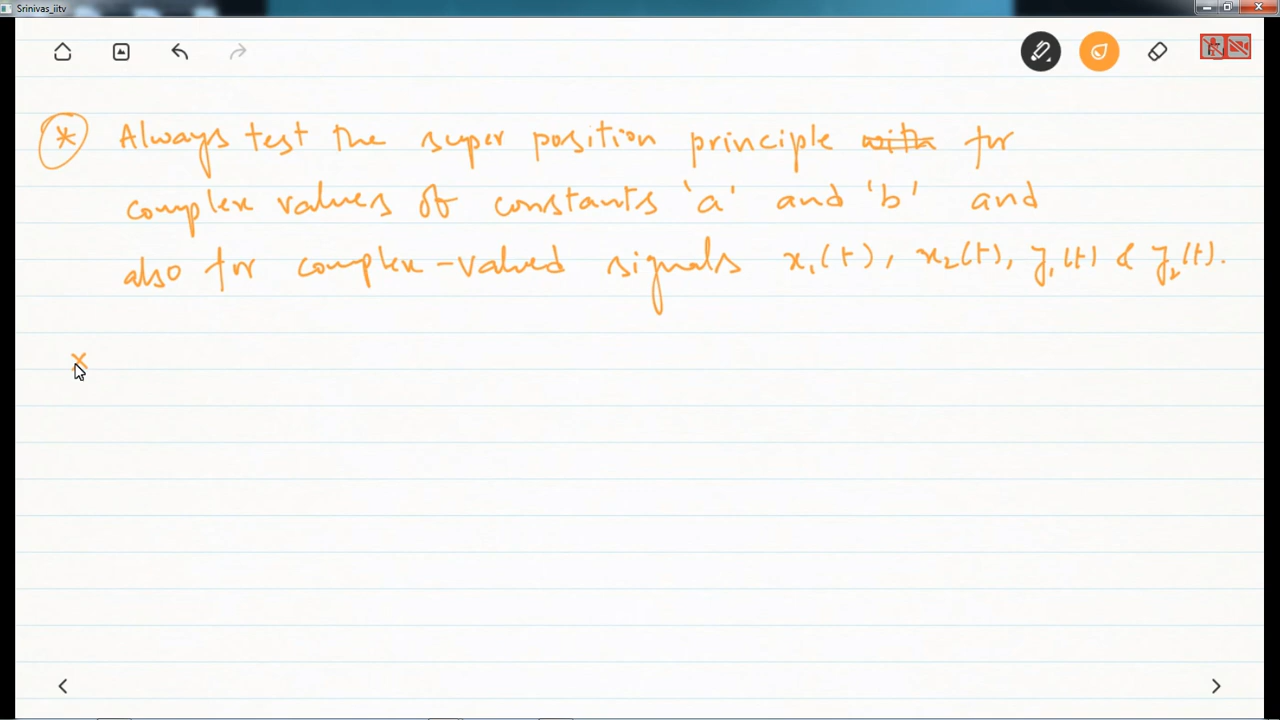 Srinivas_iitv
* Always test the super position principle with for
complex values of constants 'a' and 'b' and
also for complex-valued signals x₁(t), x₂(t), y₁(t) & y₂(t).
x